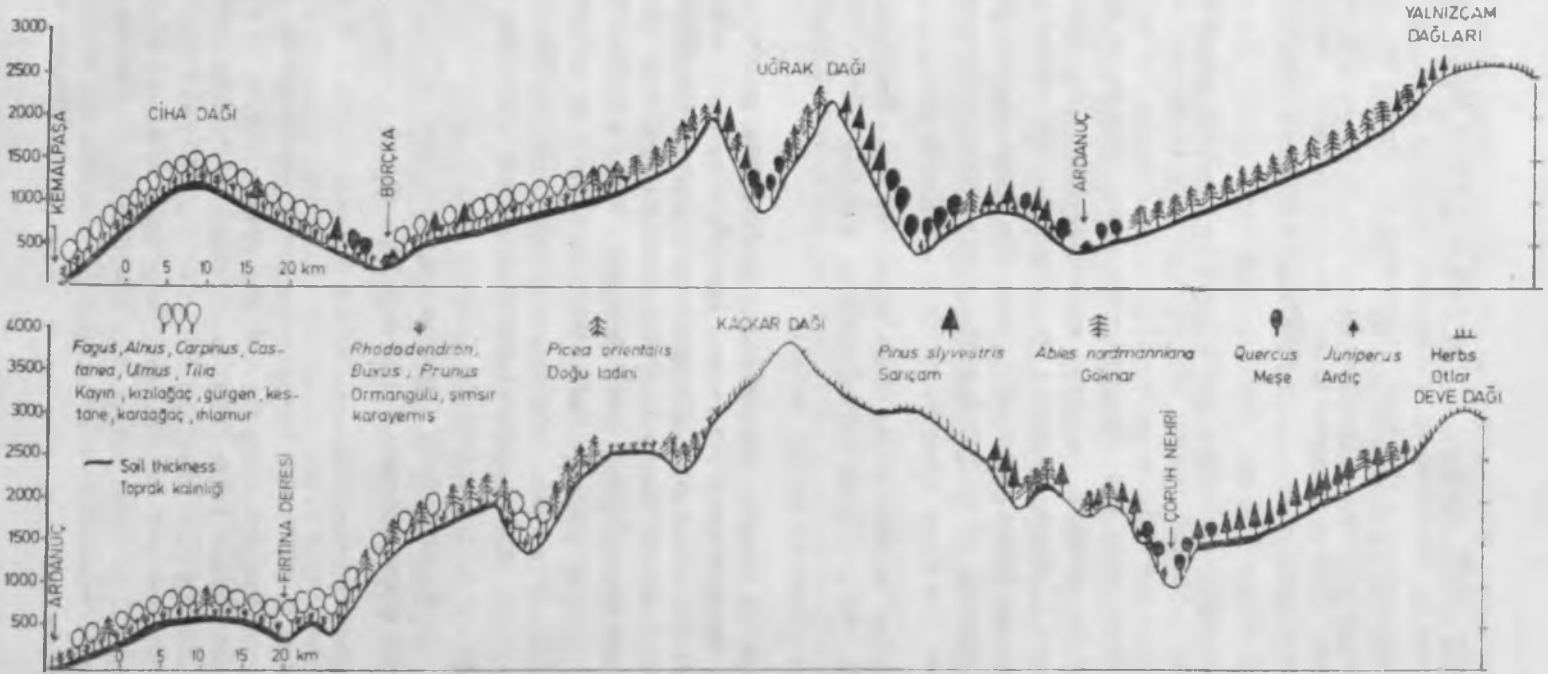 3000
2500
2000
1500
1000
500
KEMALPAŞA
CİHA DAĞI
BORÇKA
UĞRAK DAĞI
ARDANUÇ
YALNIZÇAM
DAĞLARI
0 5 10 15 20 km
4000
3500
3000
2500
2000
1500
1000
500
ARDANUÇ
Fagus, Alnus, Carpinus, Cas-
tanea, Ulmus, Tilia
Kayın, kızılağaç, gürgen, kes-
tane, karaağaç, ıhlamur
Soil thickness
Toprak kalınlığı
FIRTINA DERESİ
Rhododendron,
Buxus, Prunus
Ormangülü, şimşir
karayemiş
Picea orientalis
Doğu ladini
KAÇKAR DAĞI
Pinus slyvestris
Sarıçam
Abies nordmanniana
Göknar
Quercus
Meşe
Juniperus
Ardıç
Herbs
Otlar
DEVE DAĞI
ÇORUH NEHRİ
0 5 10 15 20 km